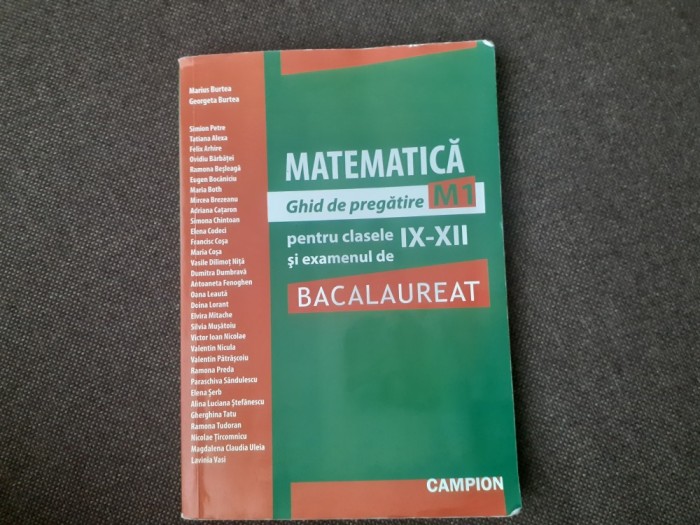 Marius Burtea
Georgeta Burtea
Simion Petre
Tatiana Alexa
Felix Arhire
Ovidiu Bărbăței
Ramona Beșleagă
Eugen Bocăniciu
Maria Both
Mircea Brezeanu
Adriana Cațaron
Simona Chintoan
Elena Codeci
Francisc Coșa
Maria Coșa
Vasile Dilimoț Niță
Dumitra Dumbravă
Antoaneta Fenoghen
Oana Leaută
Doina Lorant
Elvira Mitache
Silvia Mușătoiu
Victor Ioan Nicolae
Valentin Nicula
Valentin Pătrășcoiu
Ramona Preda
Paraschiva Săndulescu
Elena Șerb
Alina Luciana Ștefănescu
Gherghina Tatu
Ramona Tudoran
Nicolae Țircomnicu
Magdalena Claudia Uleia
Lavinia Vasi
MATEMATICĂ
Ghid de pregătire M1
pentru clasele IX-XII
și examenul de
BACALAUREAT
CAMPION